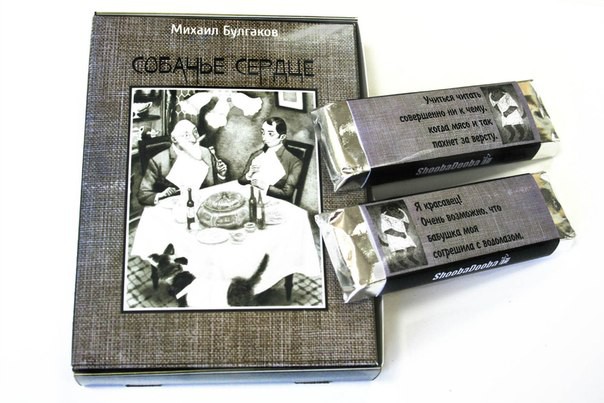 Михаил Булгаков
СОБАЧЬЕ СЕРДЦЕ
Учиться читать
совершенно ни к чему,
когда мясо и так
пахнет за версту.
ShoobaDooba
Я красавец!
Очень возможно, что
бабушка моя
согрешила с водолазом.
ShoobaDooba